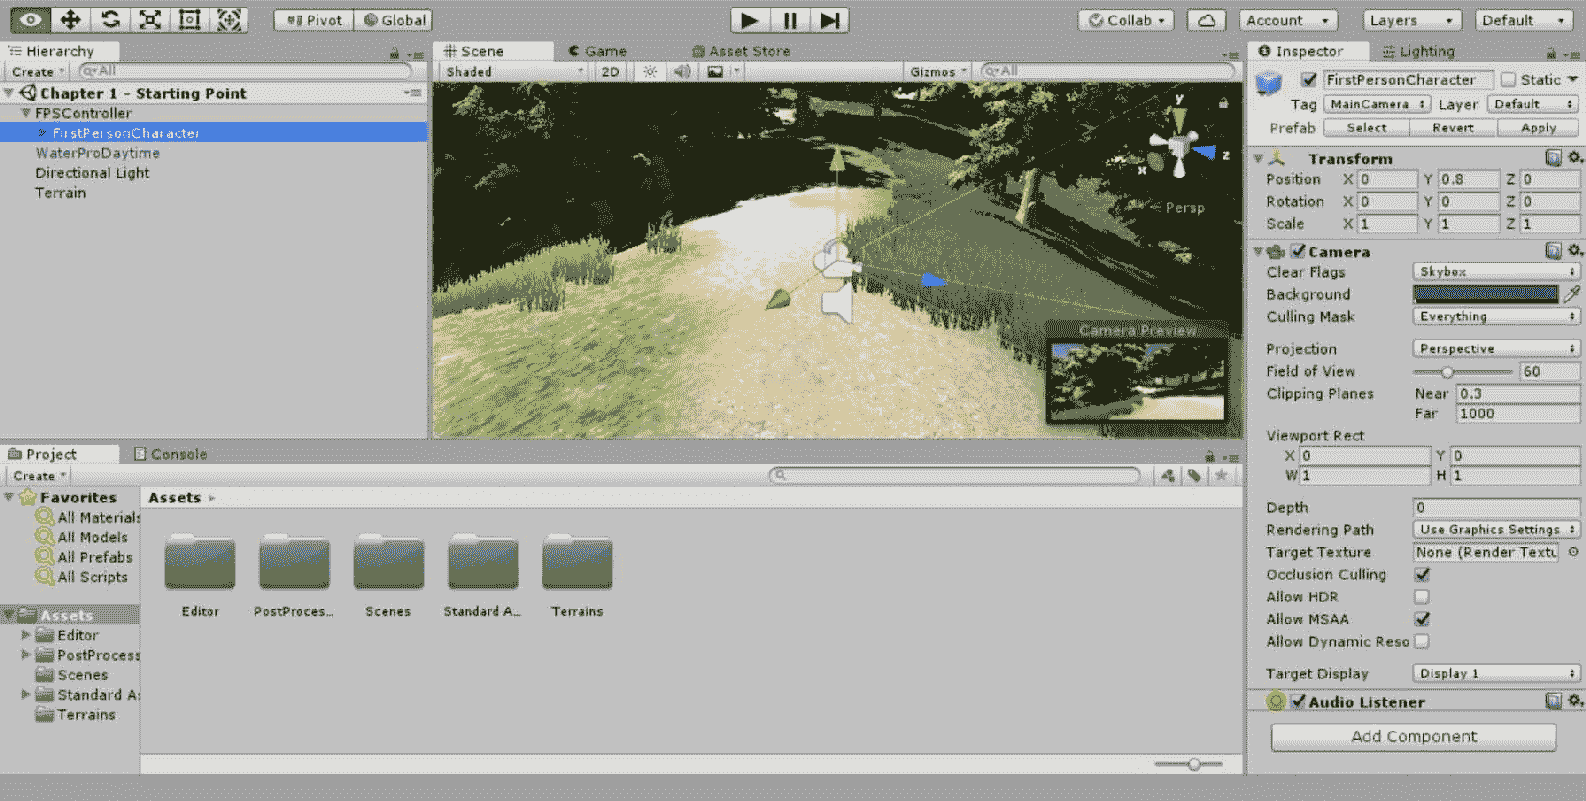 Pivot Global Collab Account Layers Default
Hierarchy
Create All
Chapter 1 - Starting Point
FPSController
FirstPersonCharacter
WaterProDaytime
Directional Light
Terrain
Scene Game Asset Store
Shaded 2D Gizmos All
y
z
x
Persp
Camera Preview
Inspector Lighting
FirstPersonCharacter Static
Tag MainCamera Layer Default
Prefab Select Revert Apply
Transform
Position X 0 Y 0.8 Z 0
Rotation X 0 Y 0 Z 0
Scale X 1 Y 1 Z 1
Camera
Clear Flags Skybox
Background
Culling Mask Everything
Projection Perspective
Field of View 60
Clipping Planes Near 0.3
Far 1000
Viewport Rect
X 0 Y 0
W 1 H 1
Depth 0
Rendering Path Use Graphics Settings
Target Texture None (Render Textu
Occlusion Culling
Allow HDR
Allow MSAA
Allow Dynamic Reso
Target Display Display 1
Audio Listener
Add Component
Project Console
Create
Favorites
All Materials
All Models
All Prefabs
All Scripts
Assets
Editor
PostProcess
Scenes
Standard As
Terrains
Assets
Editor PostProces... Scenes Standard A... Terrains